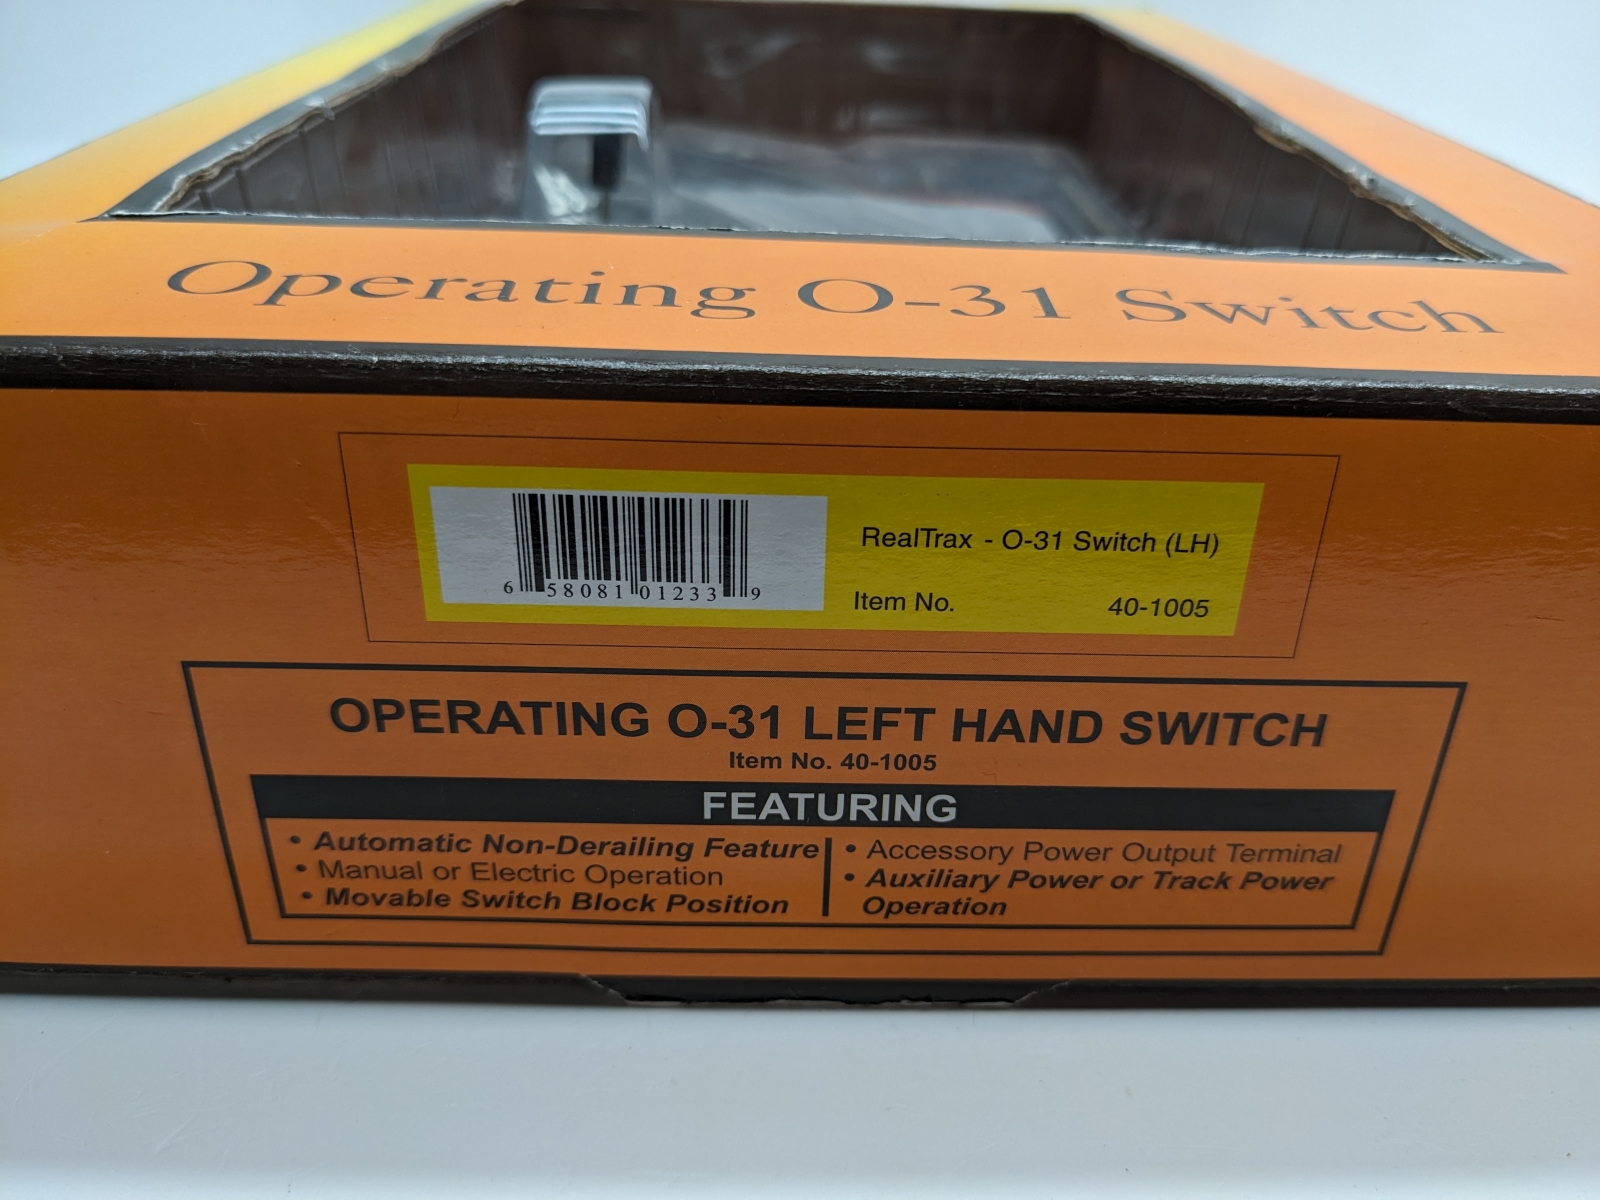 Operating O-31 Switch
RealTrax - O-31 Switch (LH)
6 58081 01233 9
Item No. 40-1005
OPERATING O-31 LEFT HAND SWITCH
Item No. 40-1005
FEATURING
• Automatic Non-Derailing Feature
• Manual or Electric Operation
• Movable Switch Block Position
• Accessory Power Output Terminal
• Auxiliary Power or Track Power
Operation